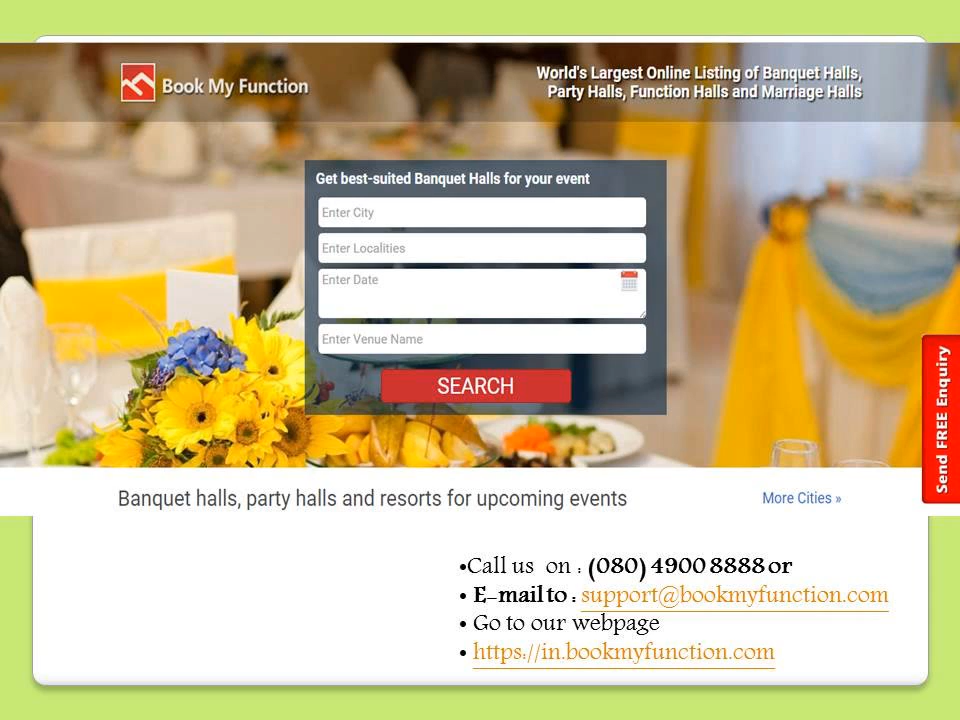 Book My Function
World's Largest Online Listing of Banquet Halls,
Party Halls, Function Halls and Marriage Halls
Get best-suited Banquet Halls for your event
Enter City
Enter Localities
Enter Date
Enter Venue Name
SEARCH
Send FREE Enquiry
Banquet halls, party halls and resorts for upcoming events
More Cities »
•Call us on : (080) 4900 8888 or
• E-mail to : support@bookmyfunction.com
• Go to our webpage
• https://in.bookmyfunction.com